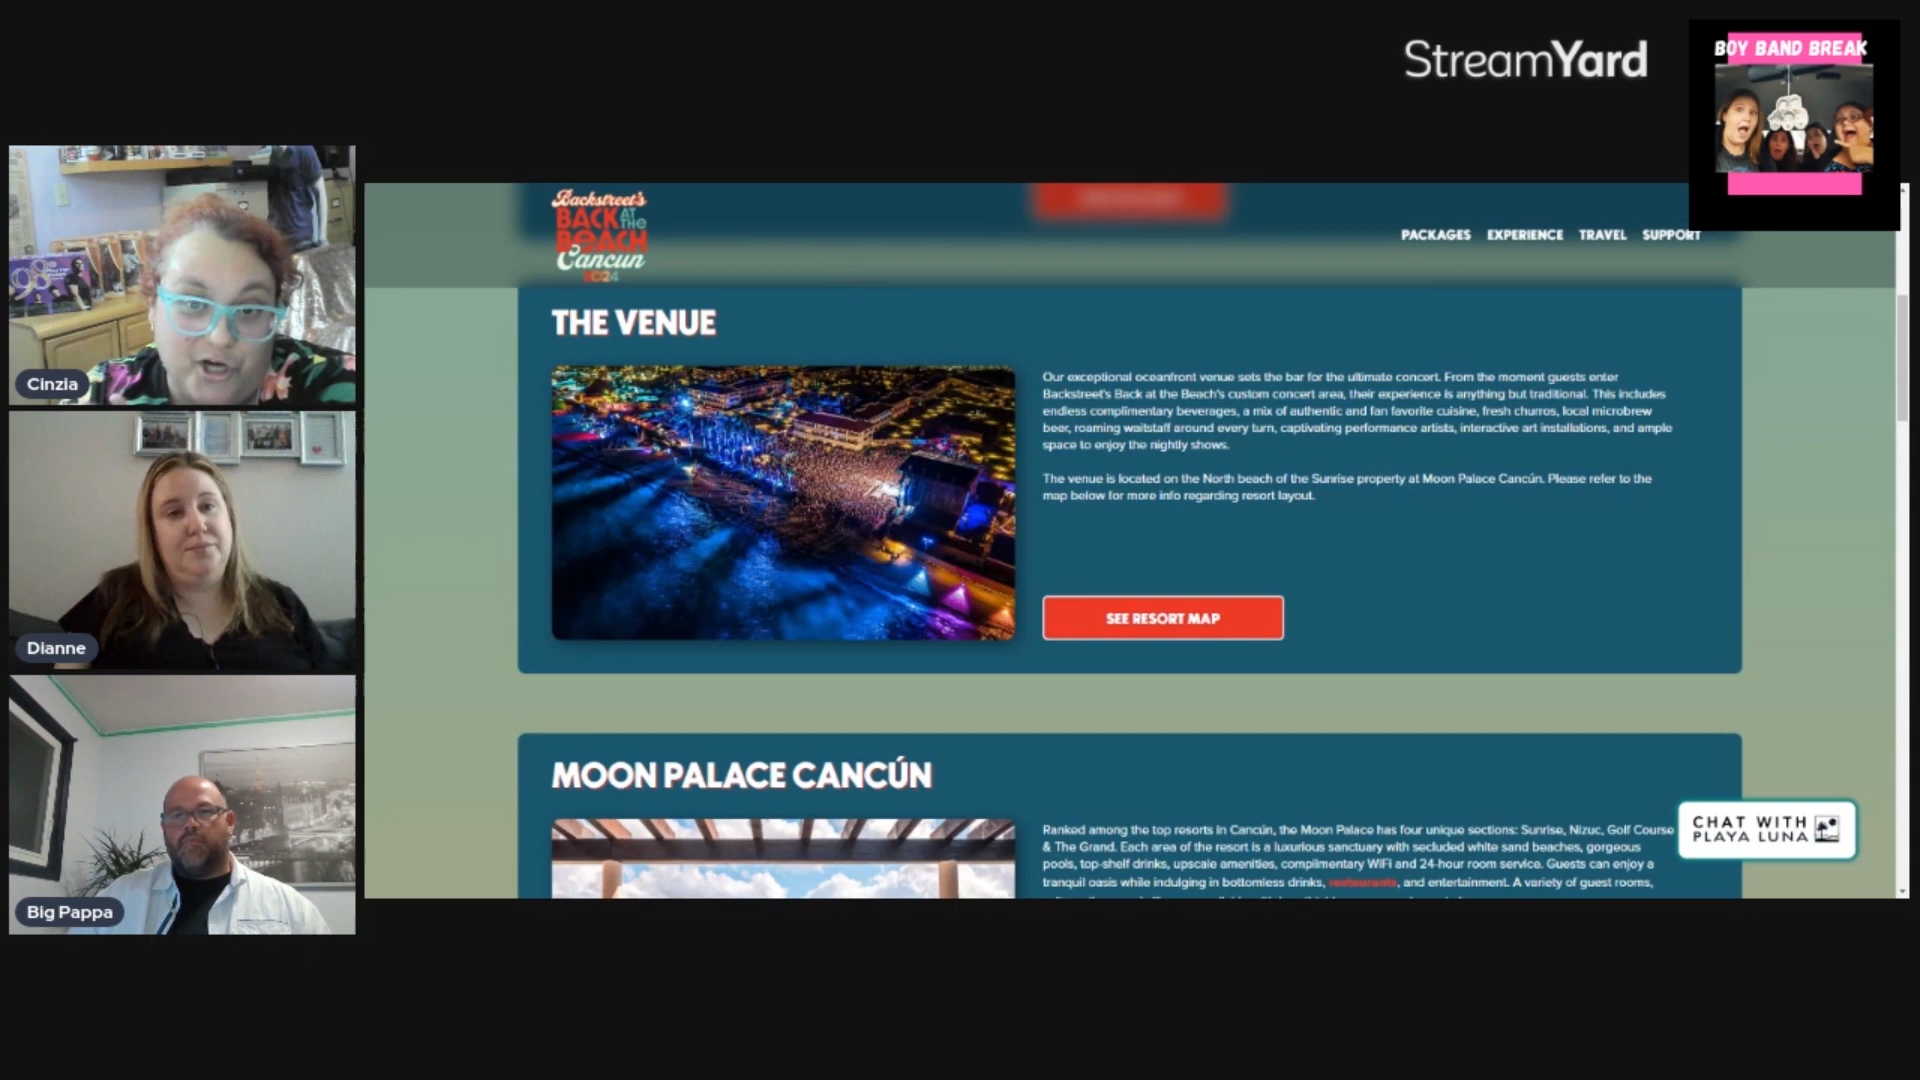 StreamYard
BOY BAND BREAK
Backstreet's
BACK AT THE
BEACH
Cancun
2024
PACKAGES EXPERIENCE TRAVEL SUPPORT
THE VENUE
Our exceptional oceanfront venue sets the bar for the ultimate concert. From the moment guests enter
Backstreet's Back at the Beach's custom concert area, their experience is anything but traditional. This includes
endless complimentary beverages, a mix of authentic and fan favorite cuisine, fresh churros, local microbrew
beer, roaming waitstaff around every turn, captivating performance artists, interactive art installations, and ample
space to enjoy the nightly shows.
The venue is located on the North beach of the Sunrise property at Moon Palace Cancún. Please refer to the
map below for more info regarding resort layout.
SEE RESORT MAP
MOON PALACE CANCÚN
Ranked among the top resorts in Cancún, the Moon Palace has four unique sections: Sunrise, Nizuc, Golf Course
& The Grand. Each area of the resort is a luxurious sanctuary with secluded white sand beaches, gorgeous
pools, top-shelf drinks, upscale amenities, complimentary WiFi and 24-hour room service. Guests can enjoy a
tranquil oasis while indulging in bottomless drinks, restaurants, and entertainment. A variety of guest rooms,
CHAT WITH
PLAYA LUNA
98°
Cinzia
Dianne
Big Pappa